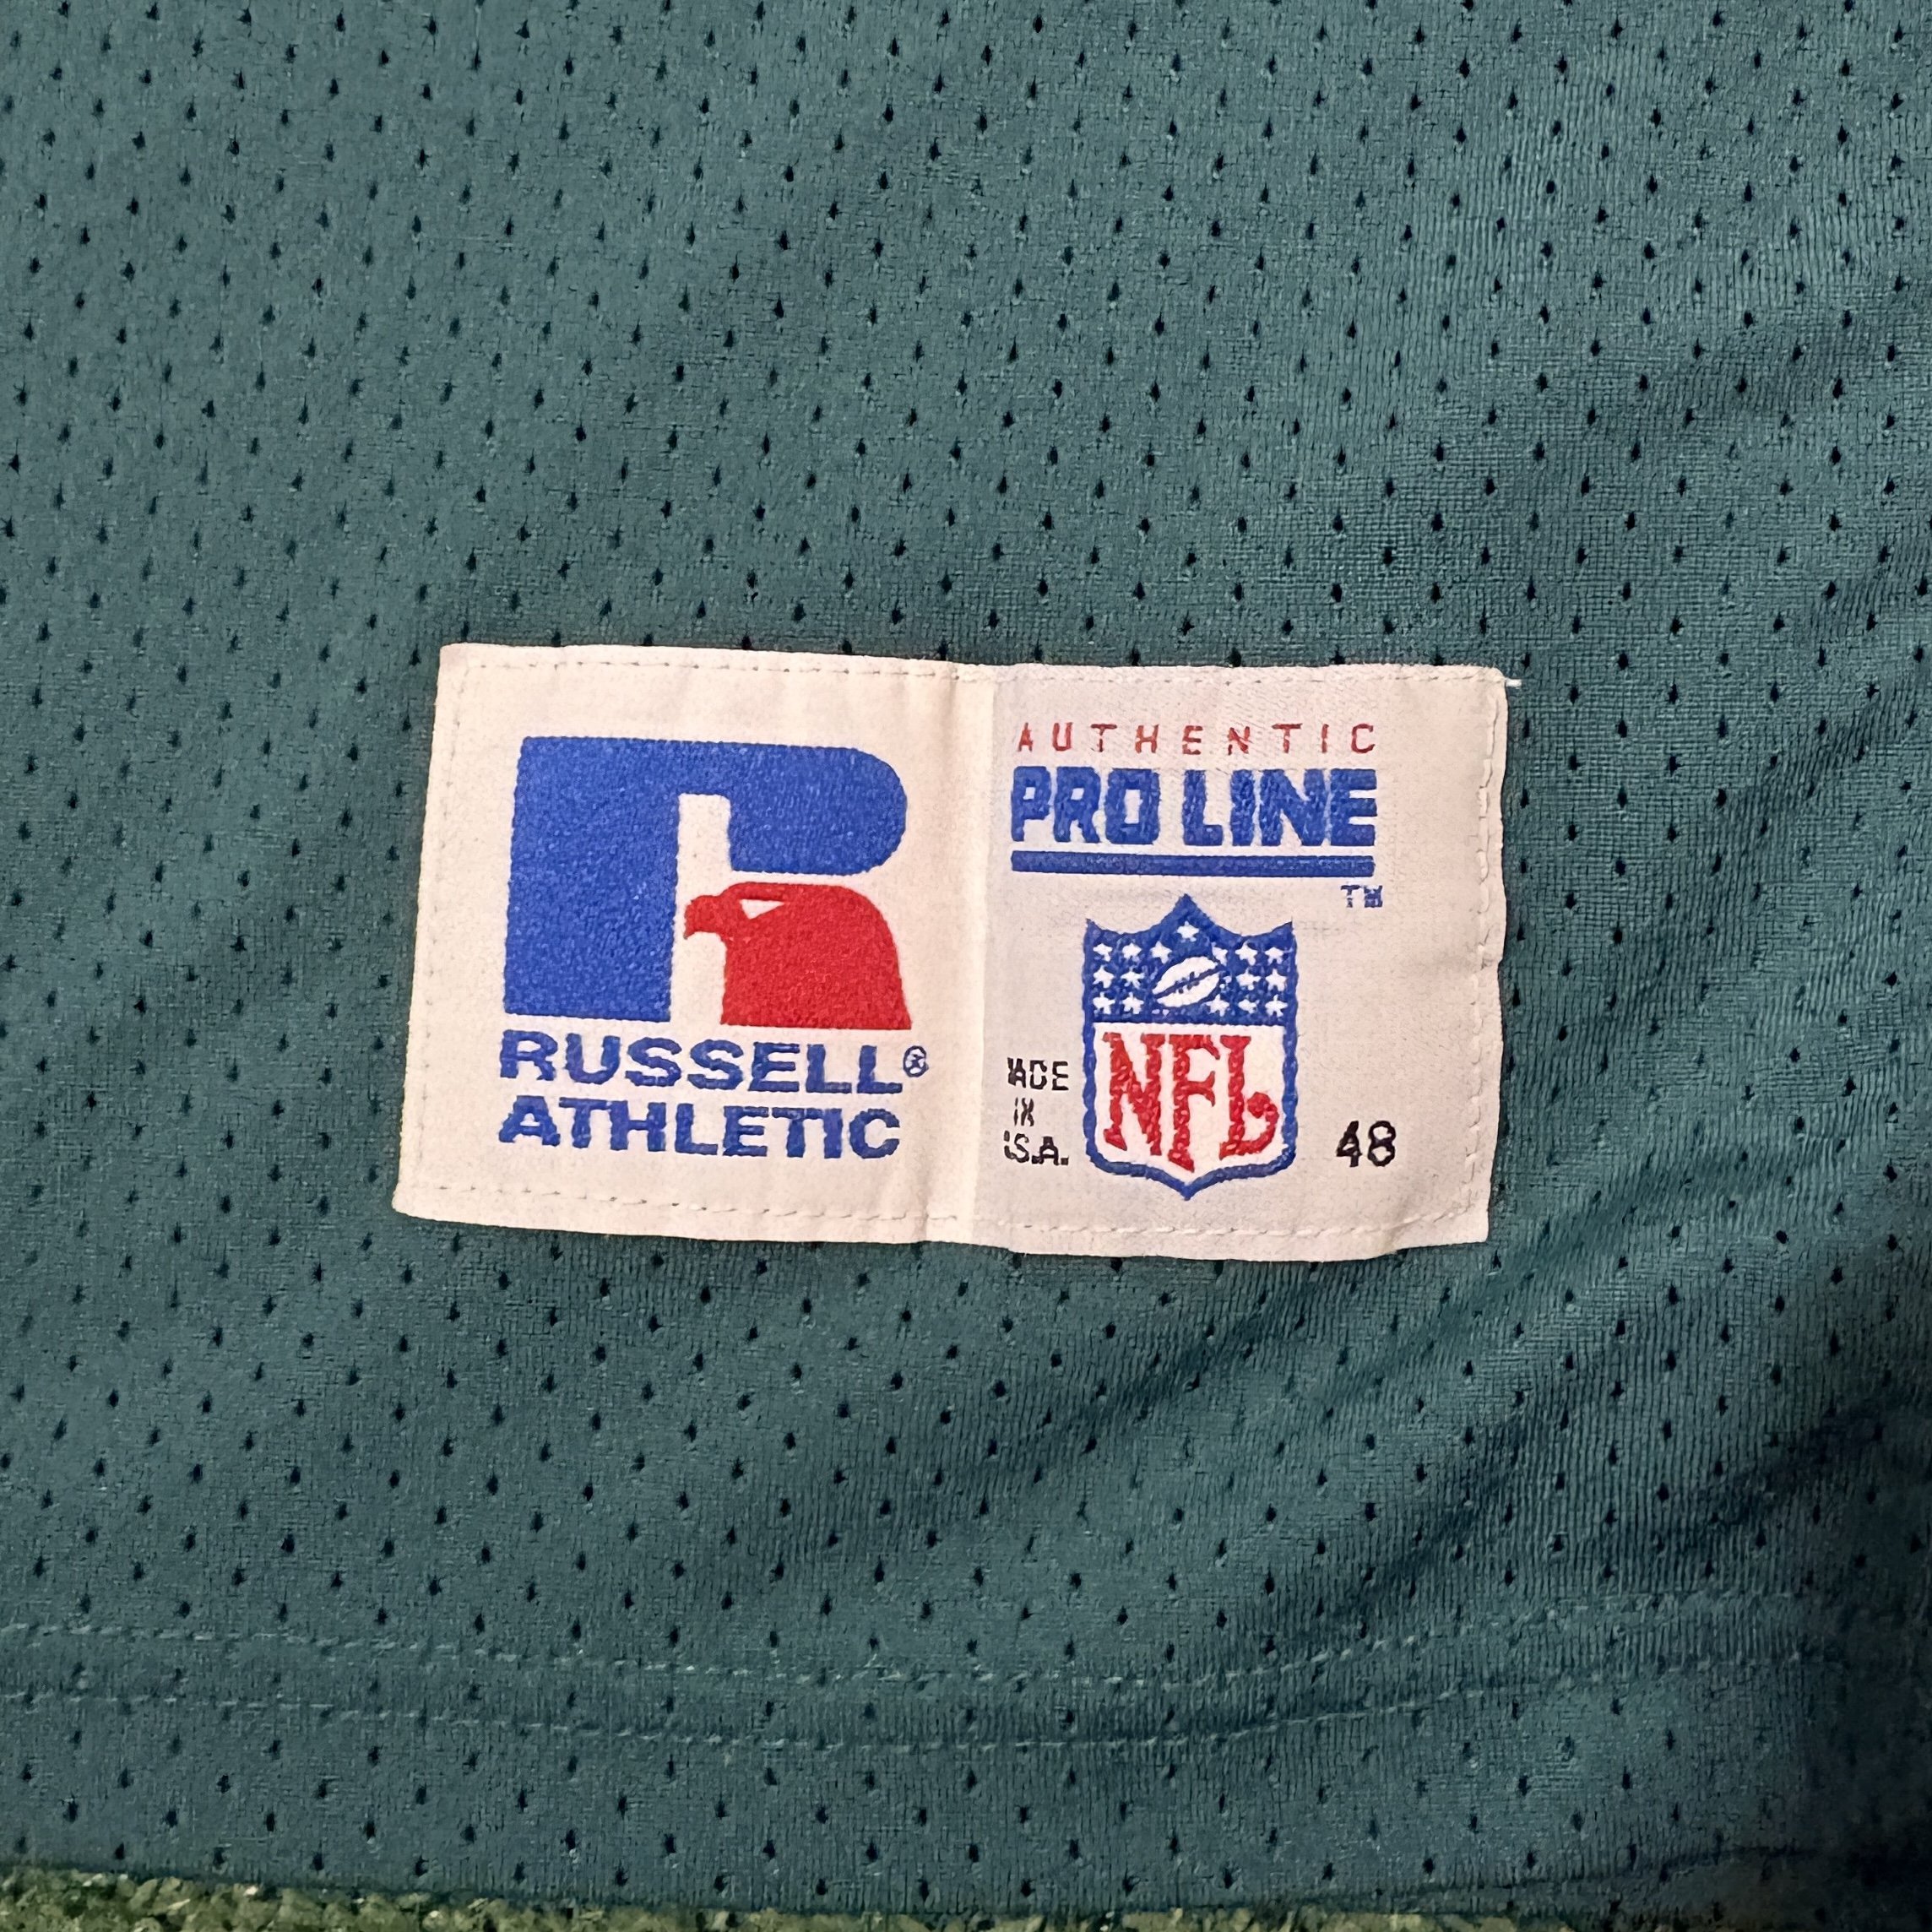 RUSSELL®
ATHLETIC
AUTHENTIC
PRO LINE
TM
NFL
MADE
IN
U.S.A.
48